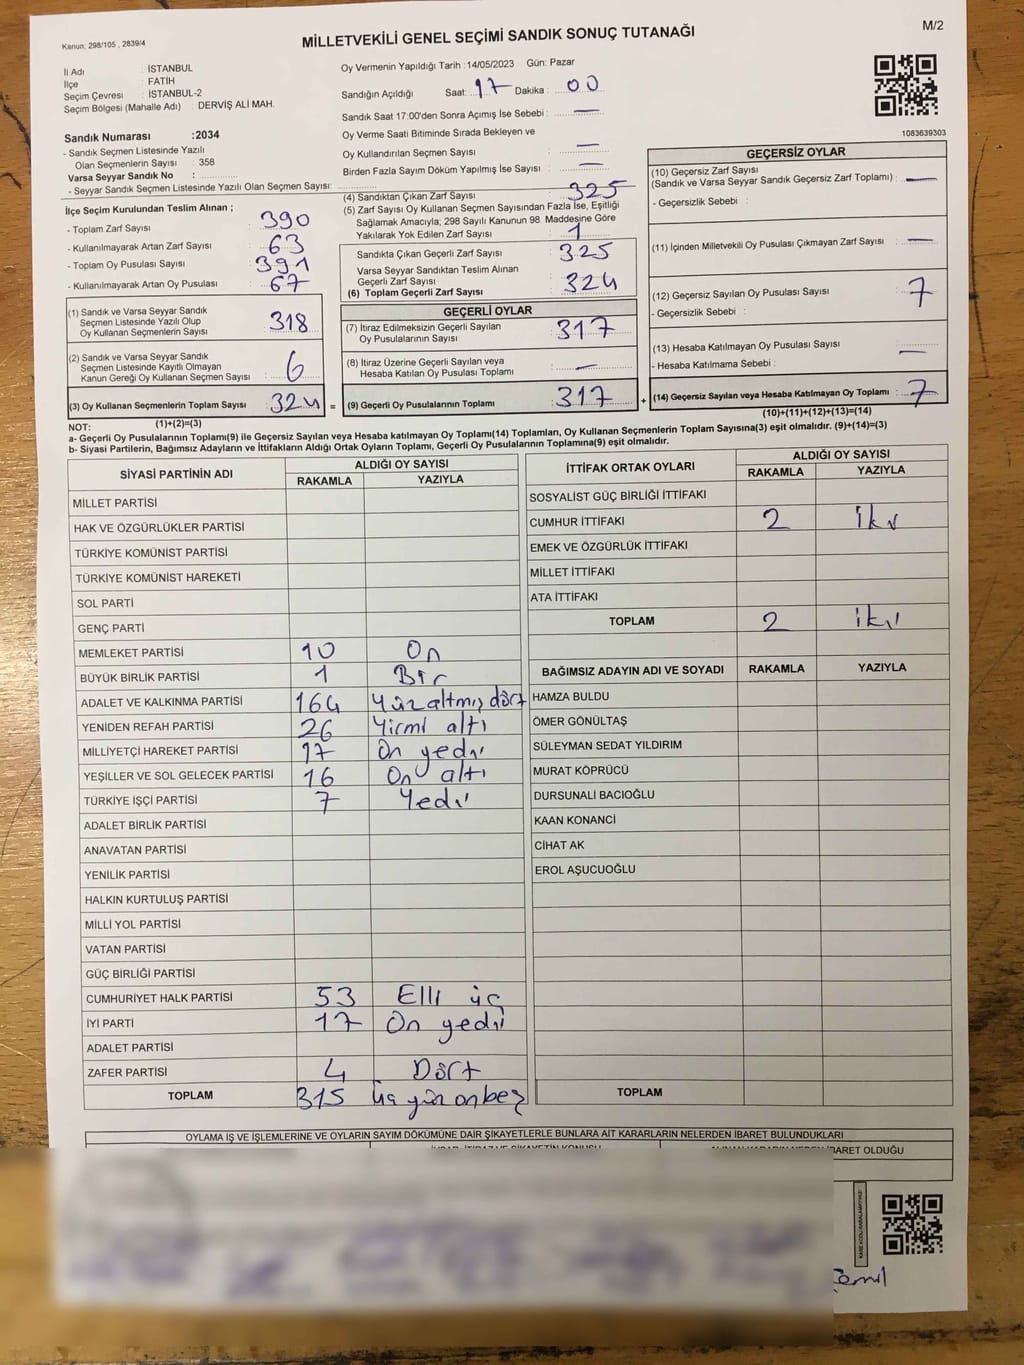 Kanun: 298/105 , 2839/4
MİLLETVEKİLİ GENEL SEÇİMİ SANDIK SONUÇ TUTANAĞI
M/2
İl Adı : İSTANBUL
İlçe : FATİH
Seçim Çevresi : İSTANBUL-2
Seçim Bölgesi (Mahalle Adı) : DERVİŞ ALİ MAH.
Sandık Numarası :2034
- Sandık Seçmen Listesinde Yazılı
Olan Seçmenlerin Sayısı : 358
Varsa Seyyar Sandık No :
- Seyyar Sandık Seçmen Listesinde Yazılı Olan Seçmen Sayısı:
Oy Vermenin Yapıldığı Tarih :14/05/2023 Gün: Pazar
Sandığın Açıldığı Saat: 17 Dakika : 00
Sandık Saat 17:00'den Sonra Açımış İse Sebebi : —
Oy Verme Saati Bitiminde Sırada Bekleyen ve
Oy Kullandırılan Seçmen Sayısı : —
Birden Fazla Sayım Döküm Yapılmış İse Sayısı : —
1083639303
İlçe Seçim Kurulundan Teslim Alınan ;
- Toplam Zarf Sayısı : 390
- Kullanılmayarak Artan Zarf Sayısı : 63
- Toplam Oy Pusulası Sayısı : 391
- Kullanılmayarak Artan Oy Pusulası : 67
(4) Sandıktan Çıkan Zarf Sayısı : 325
(5) Zarf Sayısı Oy Kullanan Seçmen Sayısından Fazla İse, Eşitliği
Sağlamak Amacıyla; 298 Sayılı Kanunun 98. Maddesine Göre
Yakılarak Yok Edilen Zarf Sayısı : 1
Sandıkta Çıkan Geçerli Zarf Sayısı : 325
Varsa Seyyar Sandıktan Teslim Alınan
Geçerli Zarf Sayısı : 324
(6) Toplam Geçerli Zarf Sayısı
GEÇERSİZ OYLAR
(10) Geçersiz Zarf Sayısı
(Sandık ve Varsa Seyyar Sandık Geçersiz Zarf Toplamı) : —
- Geçersizlik Sebebi :
(11) İçinden Milletvekili Oy Pusulası Çıkmayan Zarf Sayısı : —
(12) Geçersiz Sayılan Oy Pusulası Sayısı : 7
- Geçersizlik Sebebi :
(13) Hesaba Katılmayan Oy Pusulası Sayısı : —
- Hesaba Katılmama Sebebi :
(14) Geçersiz Sayılan veya Hesaba Katılmayan Oy Toplamı : 7
(10)+(11)+(12)+(13)=(14)
(1) Sandık ve Varsa Seyyar Sandık
Seçmen Listesinde Yazılı Olup
Oy Kullanan Seçmenlerin Sayısı : 318
(2) Sandık ve Varsa Seyyar Sandık
Seçmen Listesinde Kayıtlı Olmayan
Kanun Gereği Oy Kullanan Seçmen Sayısı : 6
(3) Oy Kullanan Seçmenlerin Toplam Sayısı : 324 =
(1)+(2)=(3)
GEÇERLİ OYLAR
(7) İtiraz Edilmeksizin Geçerli Sayılan
Oy Pusulalarının Sayısı : 317
(8) İtiraz Üzerine Geçerli Sayılan veya
Hesaba Katılan Oy Pusulası Toplamı : —
(9) Geçerli Oy Pusulalarının Toplamı : 317 +
NOT:
a- Geçerli Oy Pusulalarının Toplamı(9) ile Geçersiz Sayılan veya Hesaba katılmayan Oy Toplamı(14) Toplamları, Oy Kullanan Seçmenlerin Toplam Sayısına(3) eşit olmalıdır. (9)+(14)=(3)
b- Siyasi Partilerin, Bağımsız Adayların ve İttifakların Aldığı Ortak Oyların Toplamı, Geçerli Oy Pusulalarının Toplamına(9) eşit olmalıdır.
SİYASİ PARTİNİN ADI ALDIĞI OY SAYISI
RAKAMLA YAZIYLA
MİLLET PARTİSİ
HAK VE ÖZGÜRLÜKLER PARTİSİ
TÜRKİYE KOMÜNİST PARTİSİ
TÜRKİYE KOMÜNİST HAREKETİ
SOL PARTİ
GENÇ PARTİ
MEMLEKET PARTİSİ 10 On
BÜYÜK BİRLİK PARTİSİ 1 Bir
ADALET VE KALKINMA PARTİSİ 164 Yüzaltmış dört
YENİDEN REFAH PARTİSİ 26 Yirmi altı
MİLLİYETÇİ HAREKET PARTİSİ 17 On yedi
YEŞİLLER VE SOL GELECEK PARTİSİ 16 On altı
TÜRKİYE İŞÇİ PARTİSİ 7 Yedi
ADALET BİRLİK PARTİSİ
ANAVATAN PARTİSİ
YENİLİK PARTİSİ
HALKIN KURTULUŞ PARTİSİ
MİLLİ YOL PARTİSİ
VATAN PARTİSİ
GÜÇ BİRLİĞİ PARTİSİ
CUMHURİYET HALK PARTİSİ 53 Elli üç
İYİ PARTİ 17 On yedi
ADALET PARTİSİ
ZAFER PARTİSİ 4 Dört
TOPLAM 315 üç yüz onbeş
İTTİFAK ORTAK OYLARI ALDIĞI OY SAYISI
RAKAMLA YAZIYLA
SOSYALİST GÜÇ BİRLİĞİ İTTİFAKI
CUMHUR İTTİFAKI 2 İki
EMEK VE ÖZGÜRLÜK İTTİFAKI
MİLLET İTTİFAKI
ATA İTTİFAKI
TOPLAM 2 iki
BAĞIMSIZ ADAYIN ADI VE SOYADI RAKAMLA YAZIYLA
HAMZA BULDU
ÖMER GÖNÜLTAŞ
SÜLEYMAN SEDAT YILDIRIM
MURAT KÖPRÜCÜ
DURSUNALİ BACIOĞLU
KAAN KONANCİ
CİHAT AK
EROL AŞUCUOĞLU
TOPLAM
OYLAMA İŞ VE İŞLEMLERİNE VE OYLARIN SAYIM DÖKÜMÜNE DAİR ŞİKAYETLERLE BUNLARA AİT KARARLARIN NELERDEN İBARET BULUNDUKLARI
BARET OLDUĞU